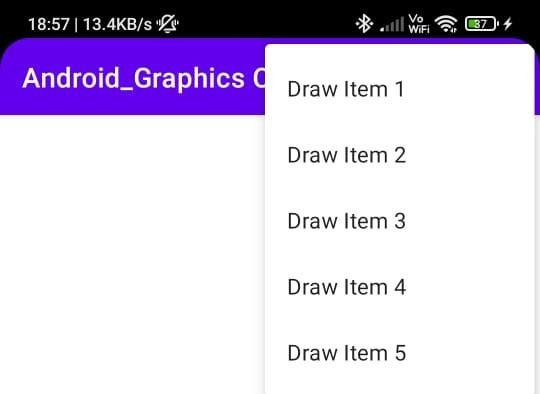 18:57 | 13.4KB/s
Vo
WiFi
37
Android_Graphics C
Draw Item 1
Draw Item 2
Draw Item 3
Draw Item 4
Draw Item 5